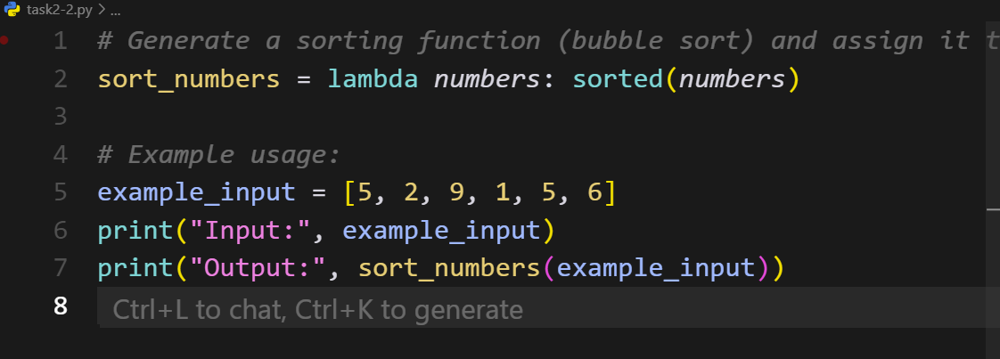 task2-2.py > ...
1 # Generate a sorting function (bubble sort) and assign it
2 sort_numbers = lambda numbers: sorted(numbers)
3
4 # Example usage:
5 example_input = [5, 2, 9, 1, 5, 6]
6 print("Input:", example_input)
7 print("Output:", sort_numbers(example_input))
8 Ctrl+L to chat, Ctrl+K to generate